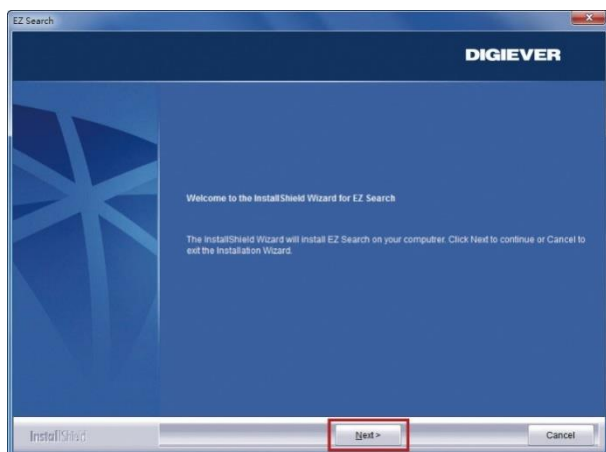 EZ Search
DIGIEVER
Welcome to the InstallShield Wizard for EZ Search
The InstallShield Wizard will install EZ Search on your computrer. Click Next to continue or Cancel to
exit the Installation Wizard.
InstallShield
Next >
Cancel